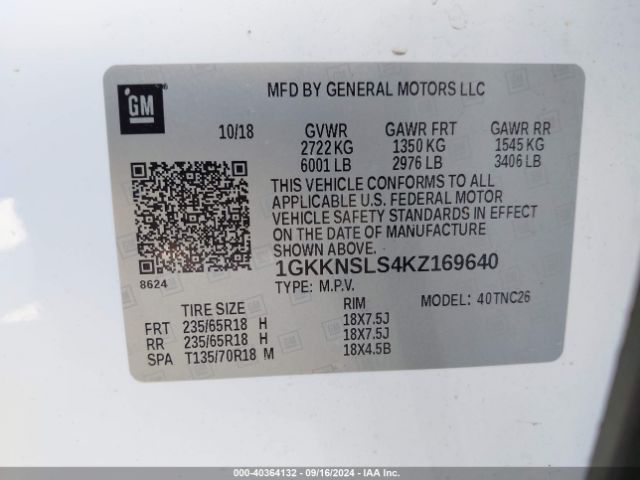 GM
MFD BY GENERAL MOTORS LLC
10/18 GVWR GAWR FRT GAWR RR
2722 KG 1350 KG 1545 KG
6001 LB 2976 LB 3406 LB
THIS VEHICLE CONFORMS TO ALL
APPLICABLE U.S. FEDERAL MOTOR
VEHICLE SAFETY STANDARDS IN EFFECT
ON THE DATE OF MANUFACTURE
SHOWN ABOVE.
8624
1GKKNSLS4KZ169640
TYPE: M.P.V. MODEL: 40TNC26
TIRE SIZE RIM
FRT 235/65R18 H 18X7.5J
RR 235/65R18 H 18X7.5J
SPA T135/70R18 M 18X4.5B
© - 40364132 - 09/16/2024 - IAA Inc.